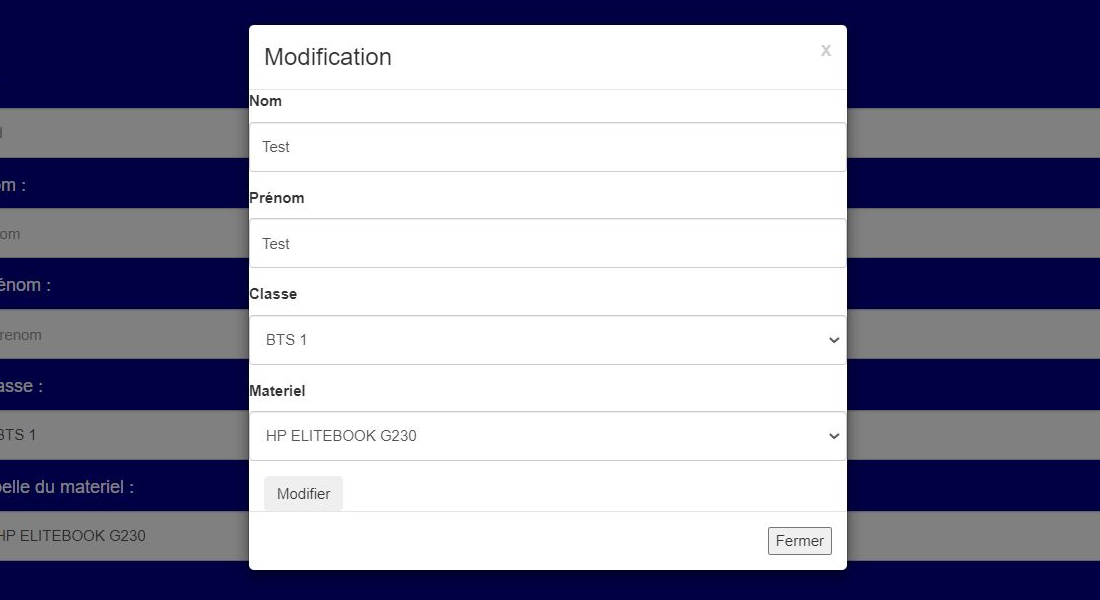 Modification
x
Nom
Test
Prénom
Test
Classe
BTS 1
Materiel
HP ELITEBOOK G230
Modifier
Fermer
om :
om
énom :
renom
asse :
BTS 1
elle du materiel :
HP ELITEBOOK G230